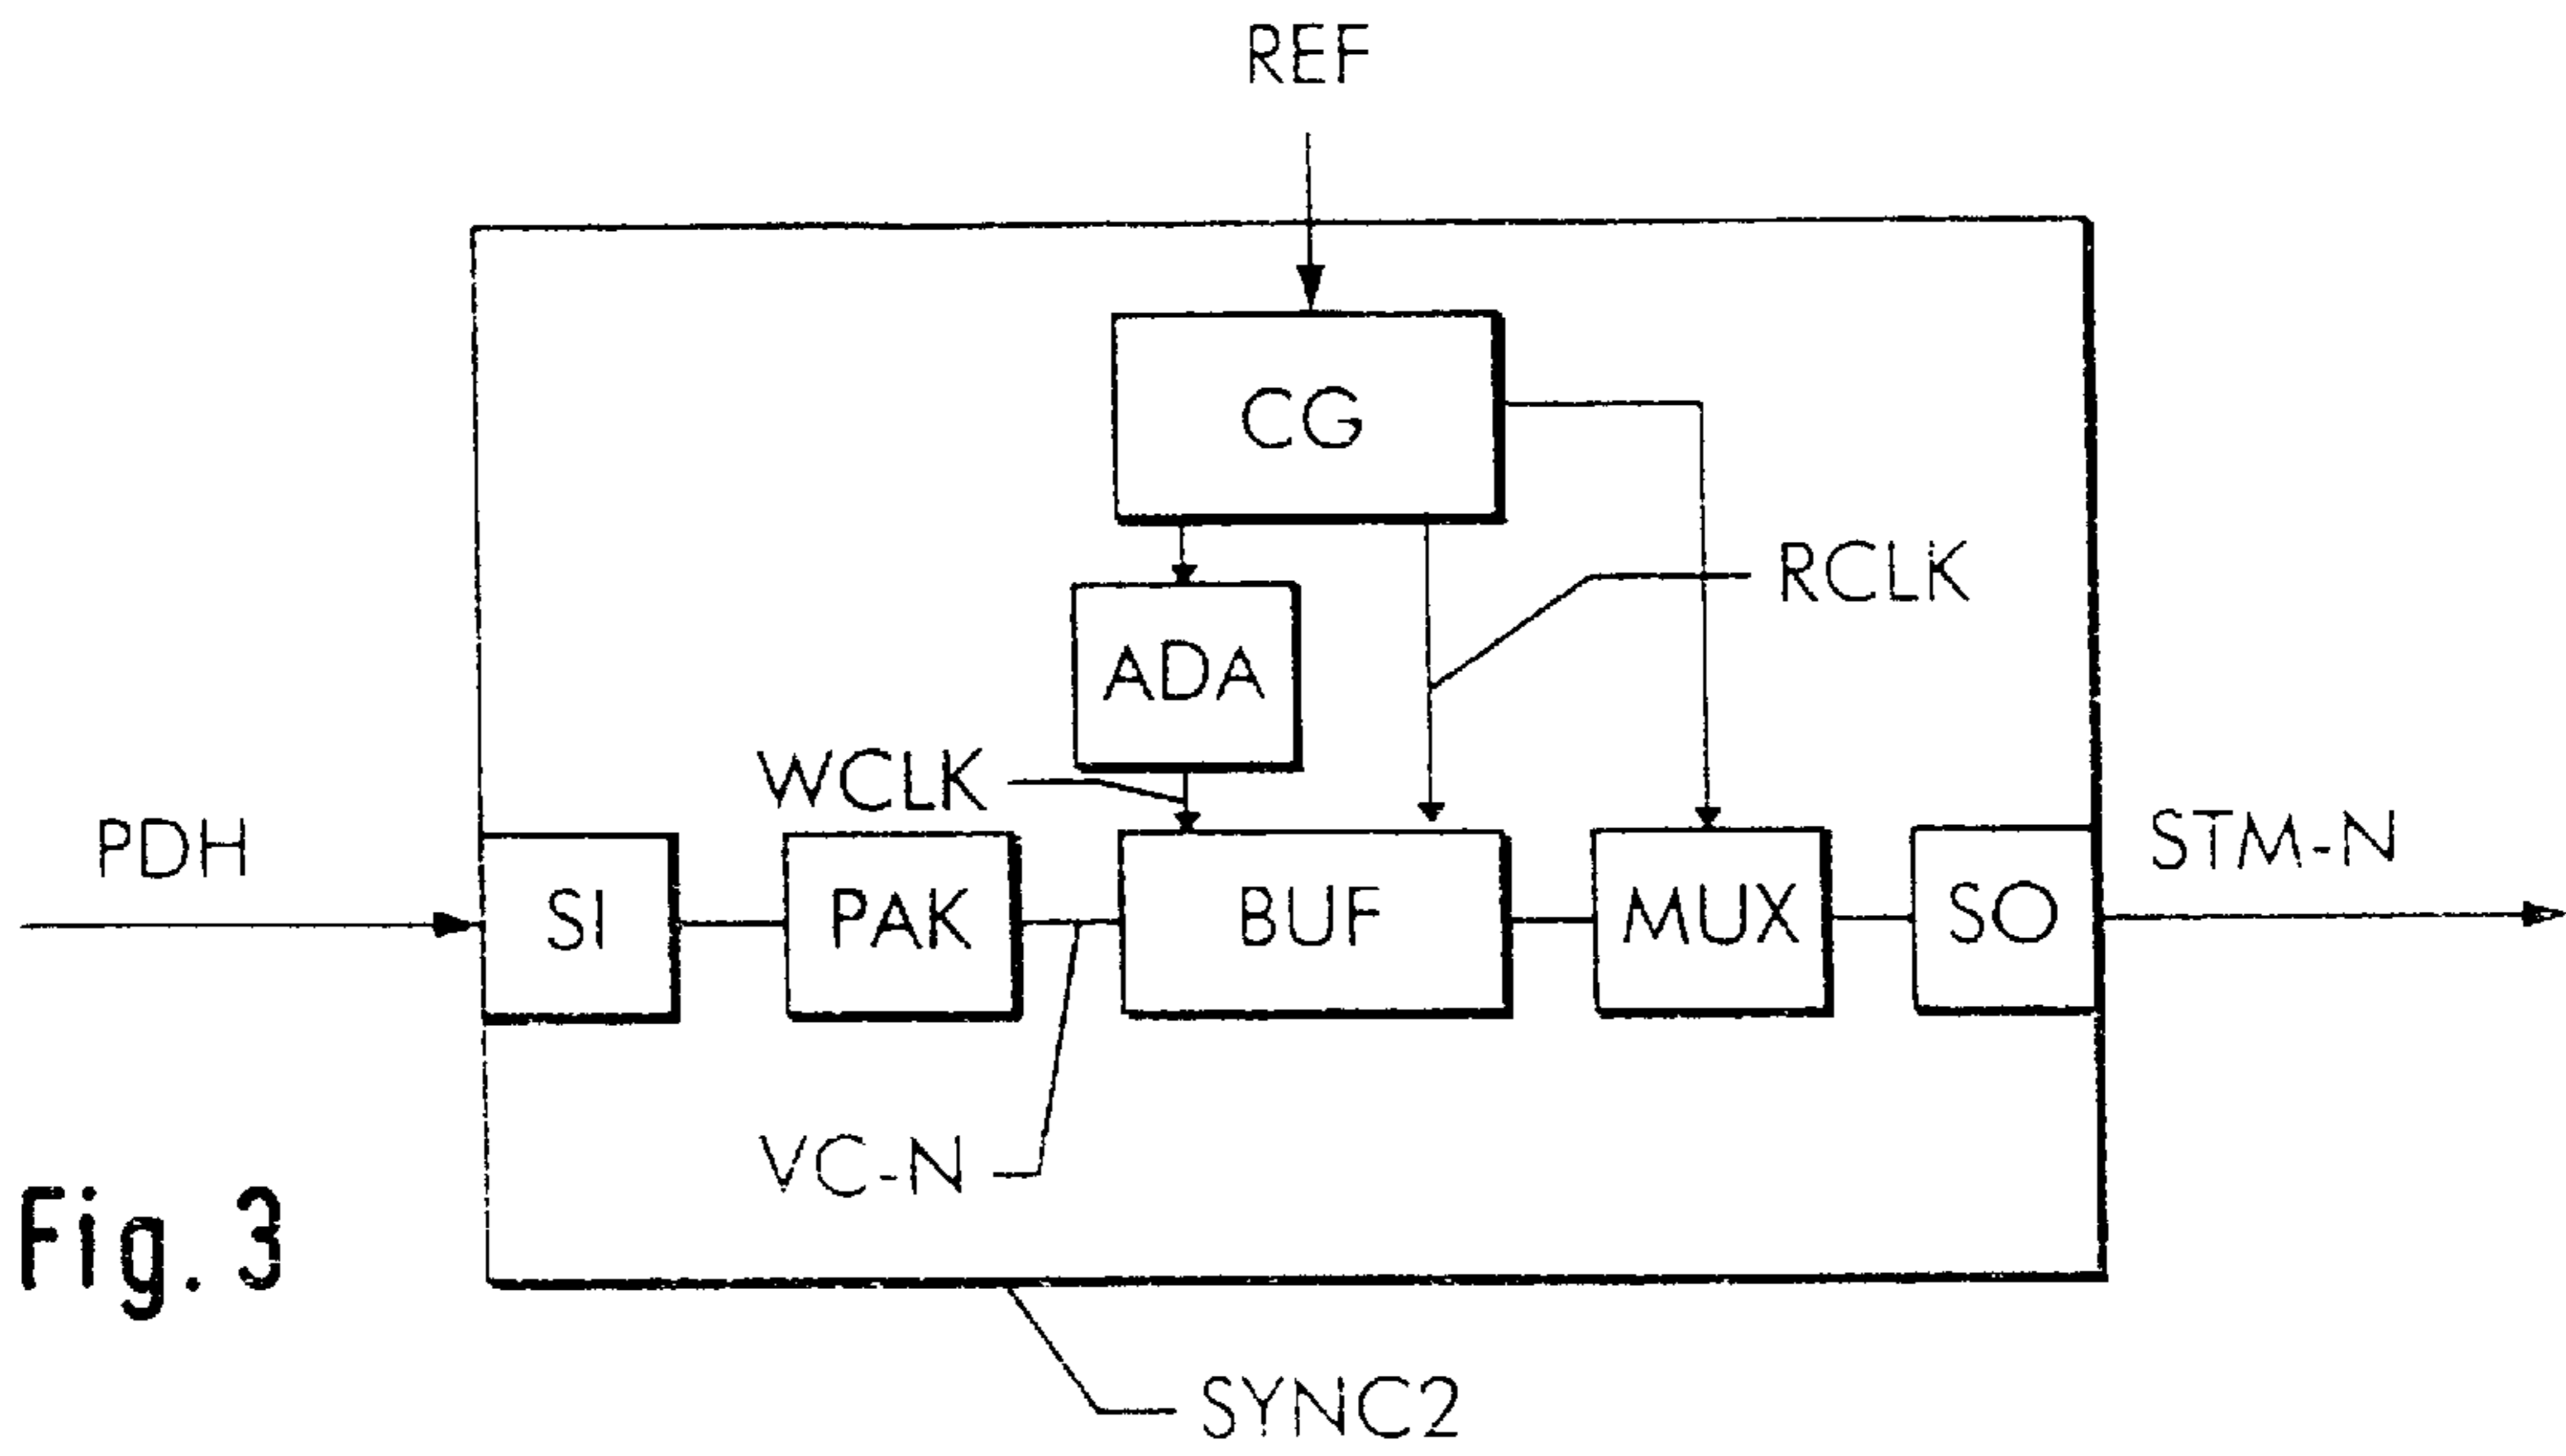 REF
CG
RCLK
ADA
WCLK
PDH
STM-N
SI
PAK
BUF
MUX
SO
VC-N
Fig. 3
SYNC2